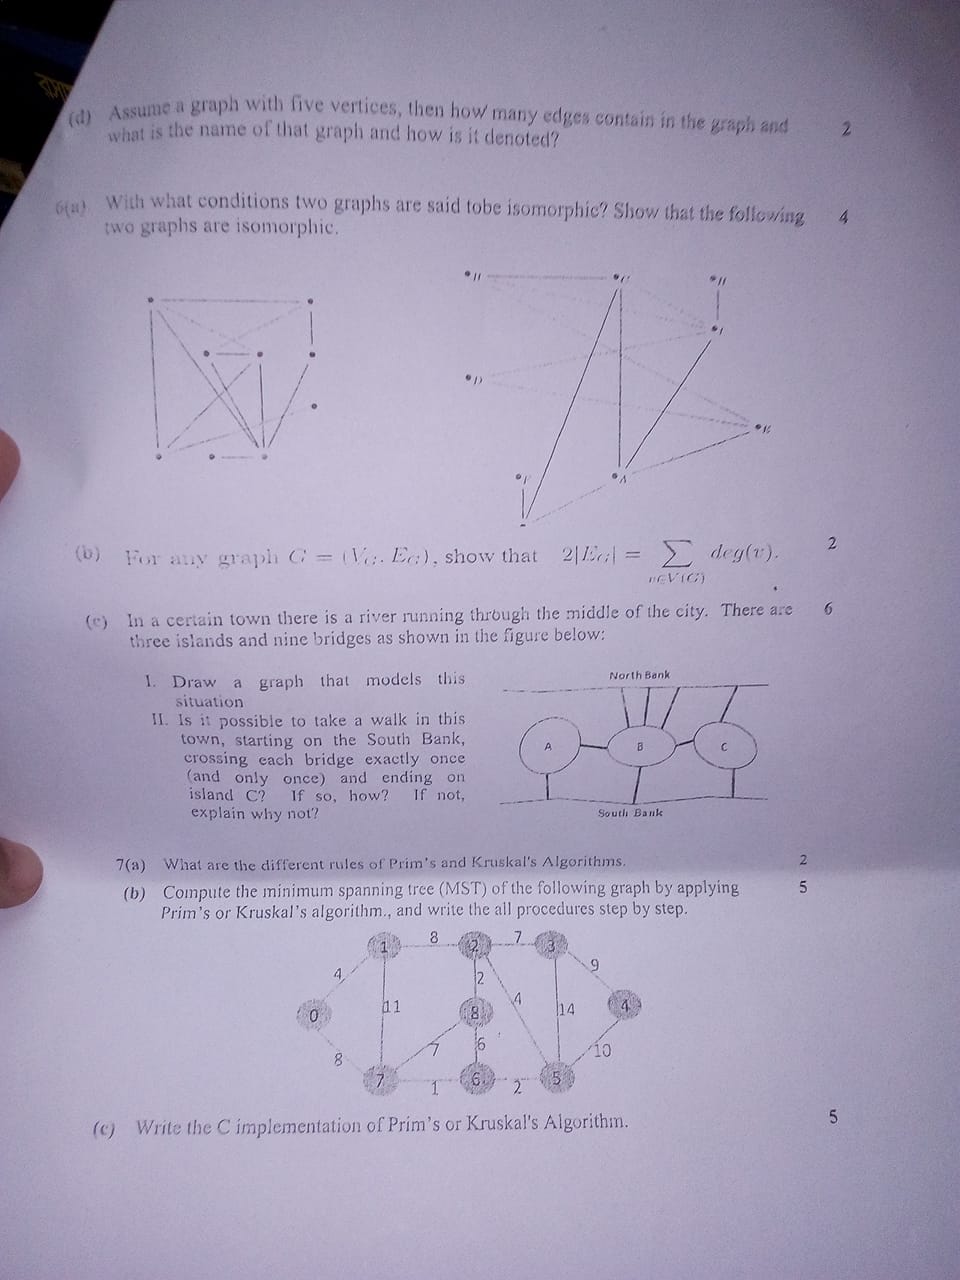 (d) Assume a graph with five vertices, then how many edges contain in the graph and 2
what is the name of that graph and how is it denoted?
6(a) With what conditions two graphs are said tobe isomorphic? Show that the following 4
two graphs are isomorphic.
H C H
I
D
E
F A
(b) For any graph G = (V_G, E_G), show that 2|E_G| = ∑ deg(v). 2
v∈V(G)
(c) In a certain town there is a river running through the middle of the city. There are 6
three islands and nine bridges as shown in the figure below:
I. Draw a graph that models this
situation
II. Is it possible to take a walk in this
town, starting on the South Bank,
crossing each bridge exactly once
(and only once) and ending on
island C? If so, how? If not,
explain why not?
North Bank
A B C
South Bank
7(a) What are the different rules of Prim's and Kruskal's Algorithms. 2
(b) Compute the minimum spanning tree (MST) of the following graph by applying 5
Prim's or Kruskal's algorithm., and write the all procedures step by step.
1 8 2 7 3
4 2 9
0 11 8 4 14 4
8 7 6 10
7 1 6 2 5
(c) Write the C implementation of Prim's or Kruskal's Algorithm. 5